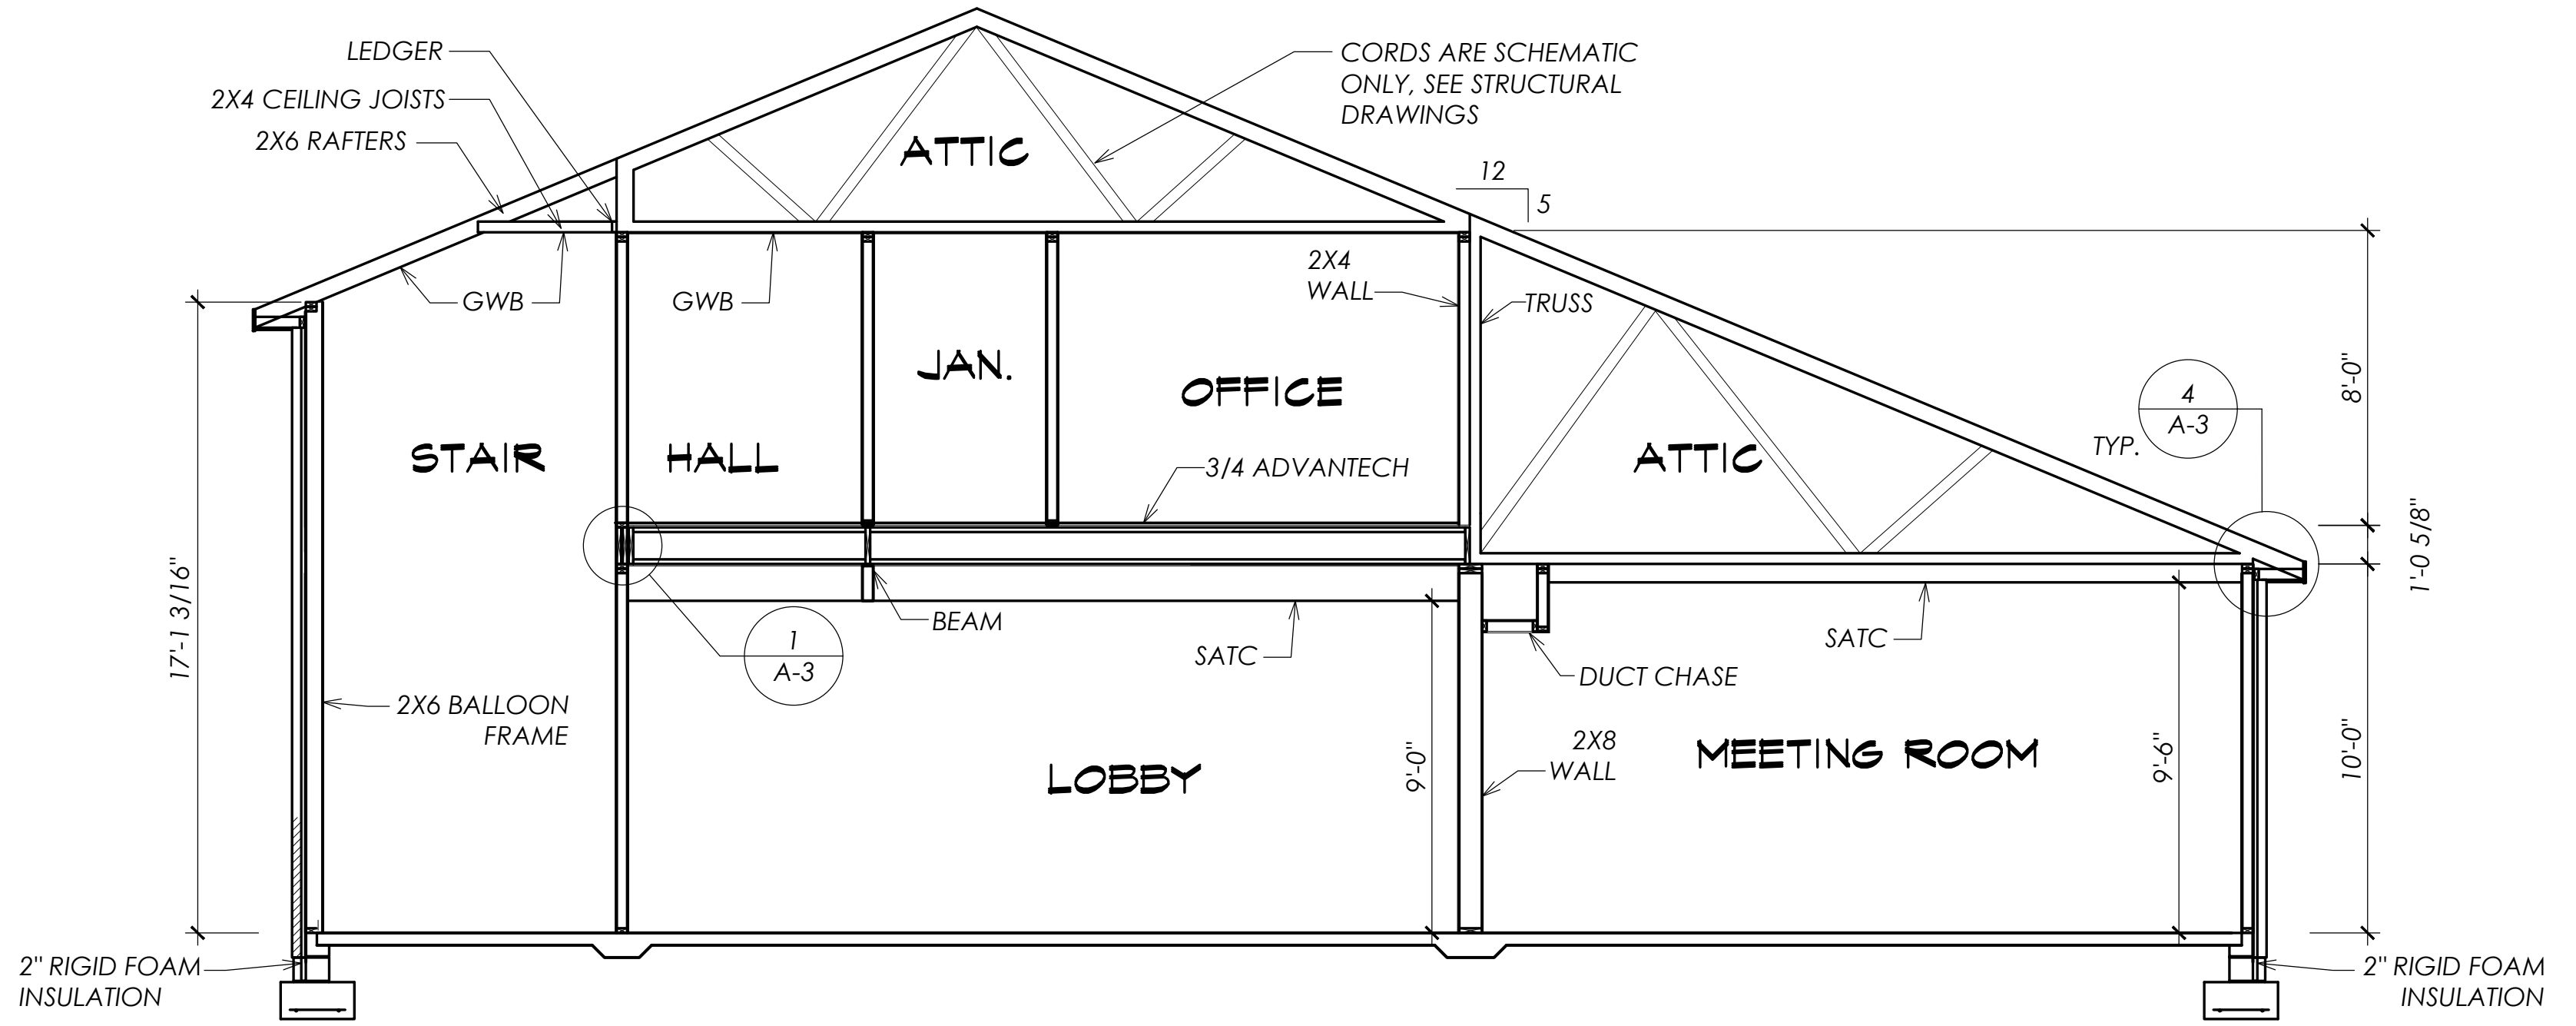 LEDGER
2X4 CEILING JOISTS
2X6 RAFTERS
CORDS ARE SCHEMATIC
ONLY, SEE STRUCTURAL
DRAWINGS
ATTIC
12
5
GWB
GWB
2X4
WALL
TRUSS
JAN.
OFFICE
STAIR
HALL
3/4 ADVANTECH
ATTIC
TYP.
4
A-3
8'-0"
1'-0 5/8"
17'-1 3/16"
1
A-3
BEAM
SATC
DUCT CHASE
SATC
2X6 BALLOON
FRAME
LOBBY
9'-0"
2X8
WALL
MEETING ROOM
9'-6"
10'-0"
2" RIGID FOAM
INSULATION
2" RIGID FOAM
INSULATION